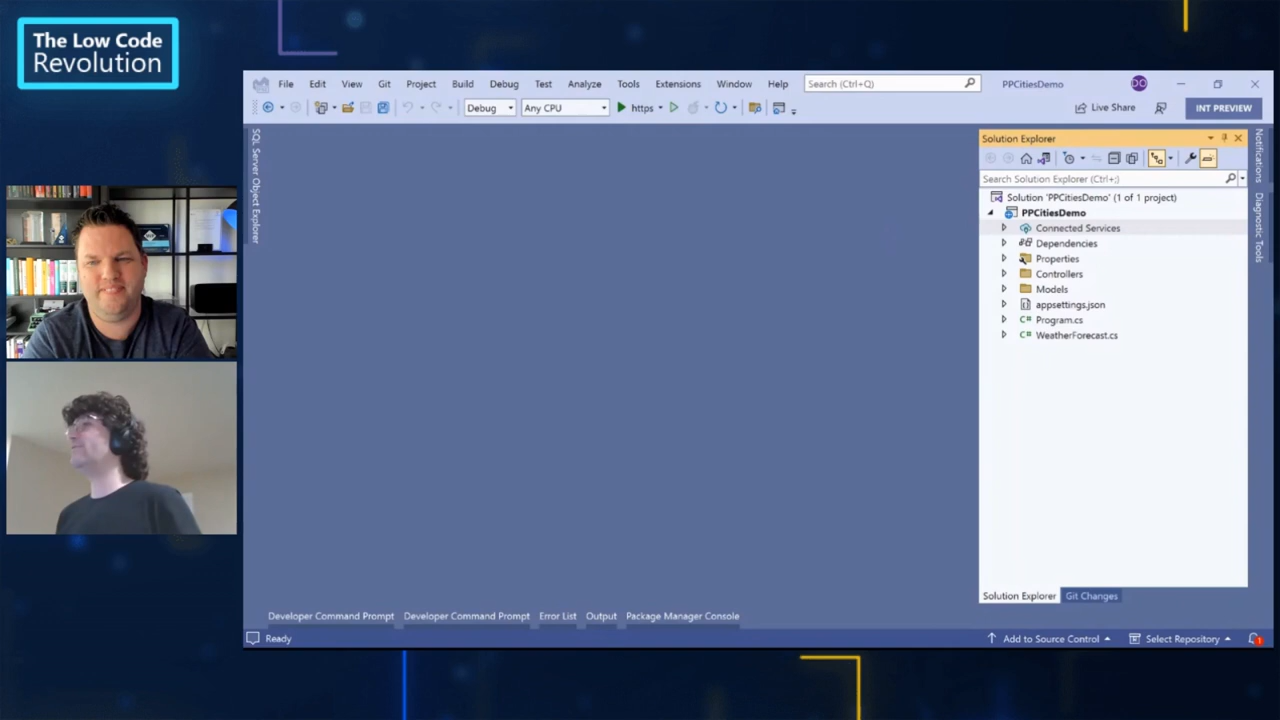 The Low Code
Revolution
File Edit View Git Project Build Debug Test Analyze Tools Extensions Window Help Search (Ctrl+Q) PPCitiesDemo DO
Debug Any CPU https Live Share INT PREVIEW
SQL Server Object Explorer
Solution Explorer
Search Solution Explorer (Ctrl+;)
Solution 'PPCitiesDemo' (1 of 1 project)
PPCitiesDemo
Connected Services
Dependencies
Properties
Controllers
Models
appsettings.json
C# Program.cs
C# WeatherForecast.cs
Notifications
Diagnostic Tools
Solution Explorer Git Changes
Developer Command Prompt Developer Command Prompt Error List Output Package Manager Console
Ready Add to Source Control Select Repository 1